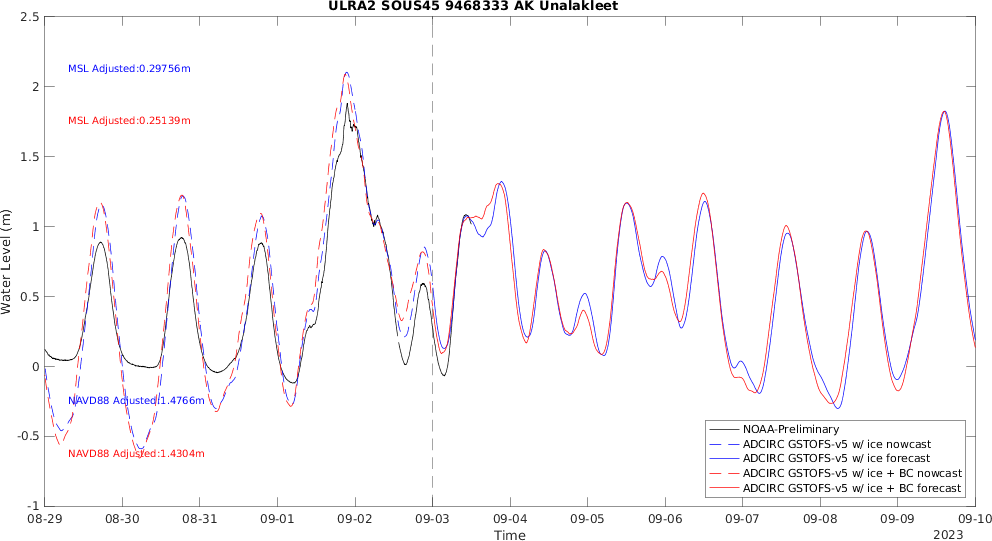 ULRA2 SOUS45 9468333 AK Unalakleet
2.5
2
1.5
1
0.5
0
-0.5
-1
Water Level (m)
MSL Adjusted:0.29756m
MSL Adjusted:0.25139m
NAVD88 Adjusted:1.4766m
NAVD88 Adjusted:1.4304m
NOAA-Preliminary
ADCIRC GSTOFS-v5 w/ ice nowcast
ADCIRC GSTOFS-v5 w/ ice forecast
ADCIRC GSTOFS-v5 w/ ice + BC nowcast
ADCIRC GSTOFS-v5 w/ ice + BC forecast
08-29 08-30 08-31 09-01 09-02 09-03 09-04 09-05 09-06 09-07 09-08 09-09 09-10
Time
2023